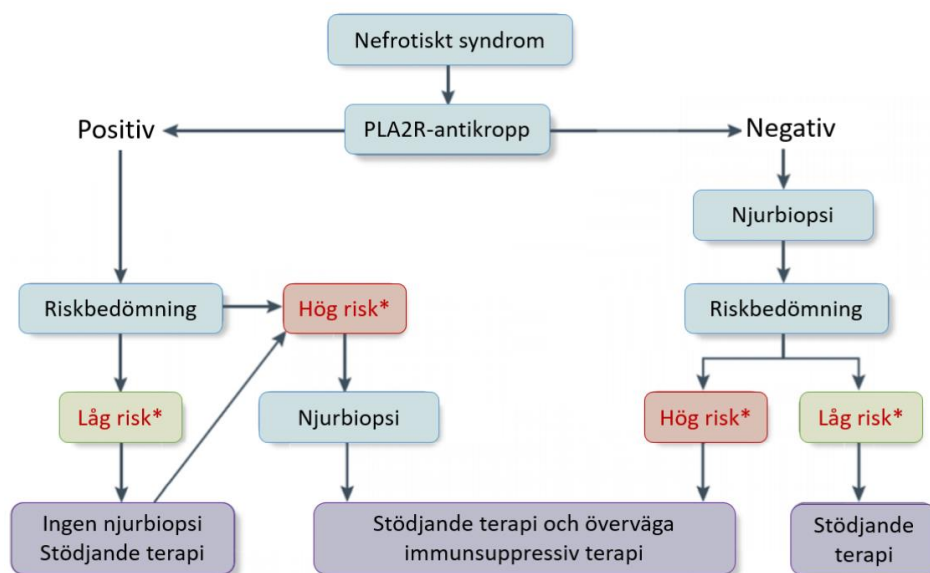 Nefrotiskt syndrom
Positiv
PLA2R-antikropp
Negativ
Njurbiopsi
Riskbedömning
Hög risk*
Riskbedömning
Låg risk*
Njurbiopsi
Hög risk*
Låg risk*
Ingen njurbiopsi
Stödjande terapi
Stödjande terapi och överväga
immunsuppressiv terapi
Stödjande
terapi